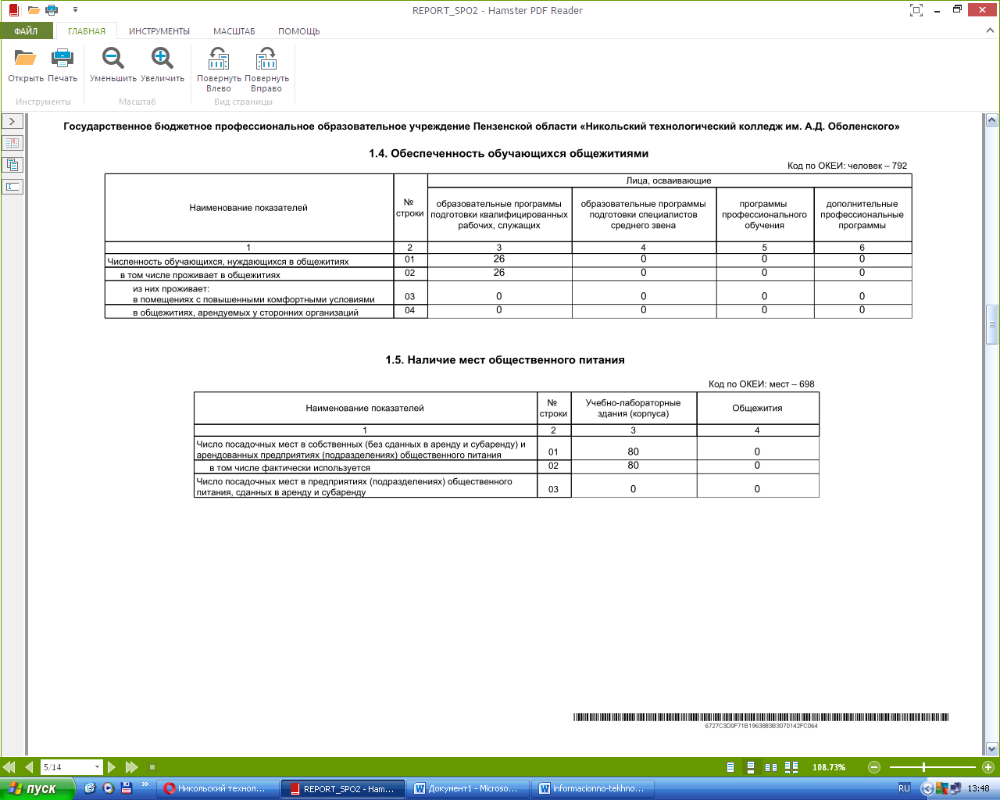 REPORT_SPO2 - Hamster PDF Reader
ФАЙЛ ГЛАВНАЯ ИНСТРУМЕНТЫ МАСШТАБ ПОМОЩЬ
Открыть Печать Уменьшить Увеличить Повернуть Влево Повернуть Вправо
Инструменты Масштаб Вид страницы
Государственное бюджетное профессиональное образовательное учреждение Пензенской области «Никольский технологический колледж им. А.Д. Оболенского»
1.4. Обеспеченность обучающихся общежитиями
Код по ОКЕИ: человек – 792
Наименование показателей
№
строки
Лица, осваивающие
образовательные программы
подготовки квалифицированных
рабочих, служащих
образовательные программы
подготовки специалистов
среднего звена
программы
профессионального
обучения
дополнительные
профессиональные
программы
1 2 3 4 5 6
Численность обучающихся, нуждающихся в общежитиях 01 26 0 0 0
в том числе проживает в общежитиях 02 26 0 0 0
из них проживает:
в помещениях с повышенными комфортными условиями 03 0 0 0 0
в общежитиях, арендуемых у сторонних организаций 04 0 0 0 0
1.5. Наличие мест общественного питания
Код по ОКЕИ: мест – 698
Наименование показателей
№
строки
Учебно-лабораторные
здания (корпуса)
Общежития
1 2 3 4
Число посадочных мест в собственных (без сданных в аренду и субаренду) и
арендованных предприятиях (подразделениях) общественного питания 01 80 0
в том числе фактически используется 02 80 0
Число посадочных мест в предприятиях (подразделениях) общественного
питания, сданных в аренду и субаренду 03 0 0
6727C3D0F71B1963883B3070142FC064
5/14 108.73%
пуск » Никольский технол... REPORT_SPO2 - Ham... Документ1 - Microso... informacionno-tekhno... RU 13:48